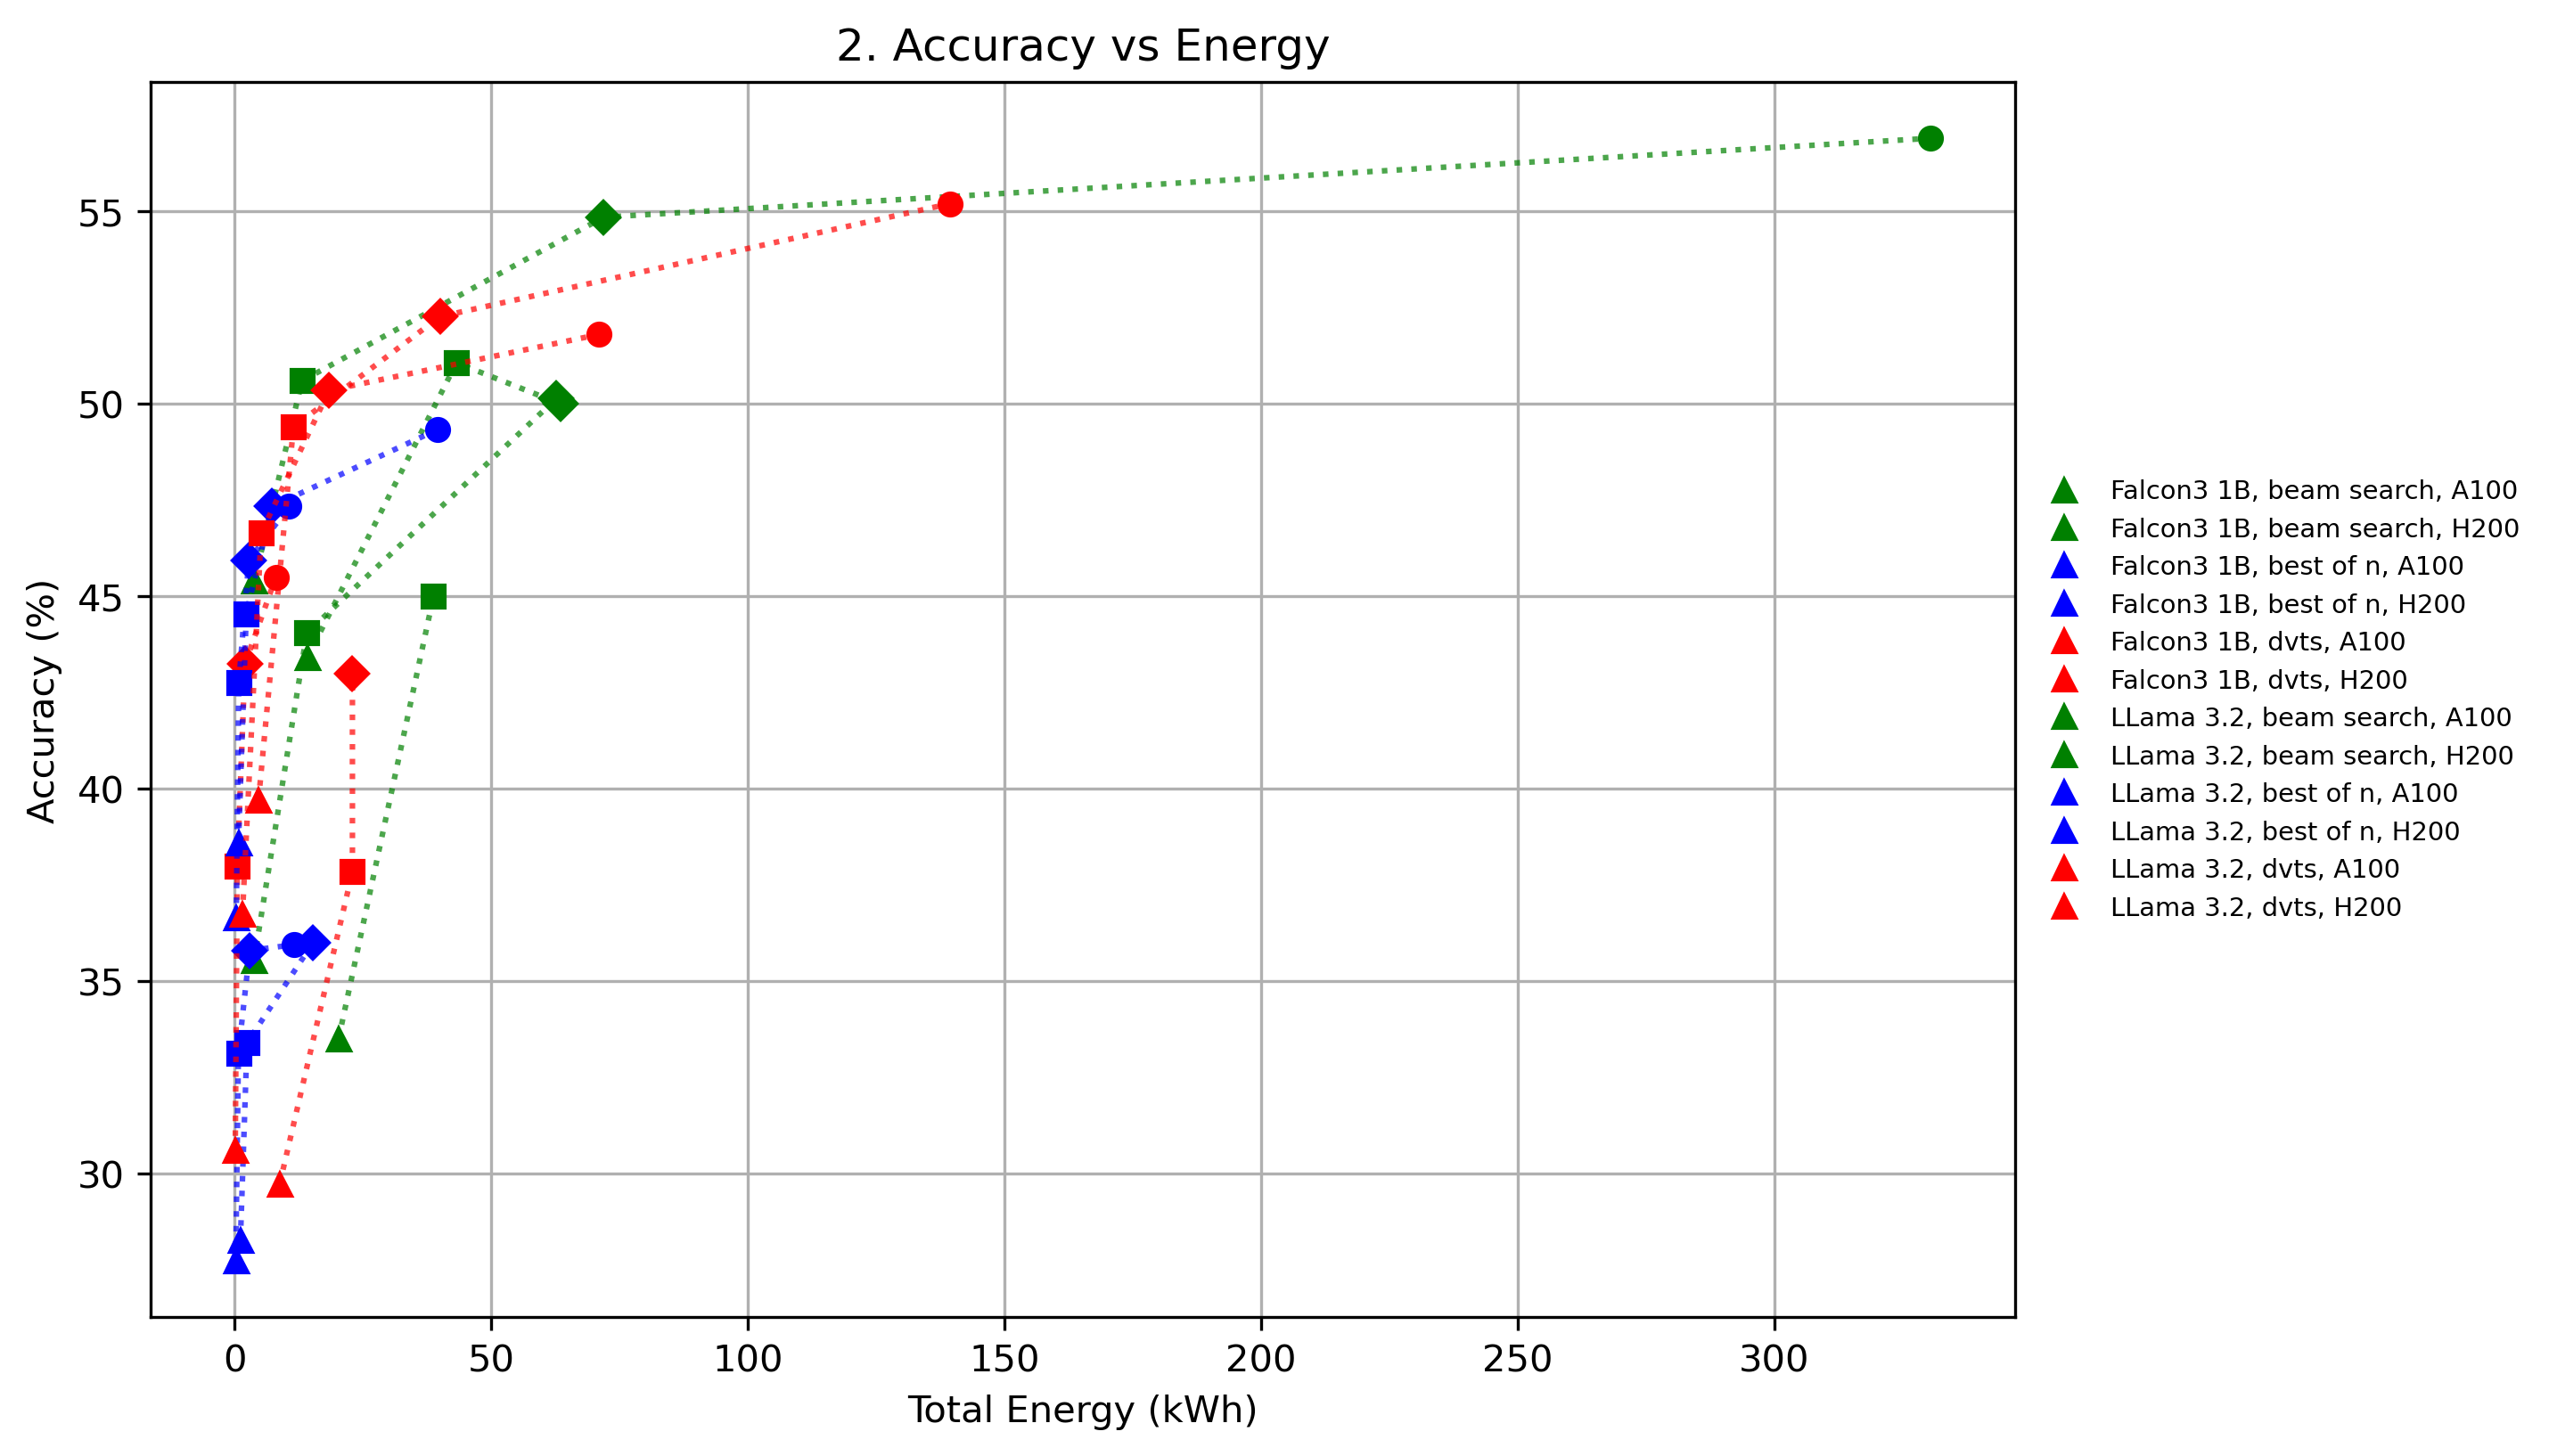 2. Accuracy vs Energy
Accuracy (%)
55
50
45
40
35
30
0 50 100 150 200 250 300
Total Energy (kWh)
Falcon3 1B, beam search, A100
Falcon3 1B, beam search, H200
Falcon3 1B, best of n, A100
Falcon3 1B, best of n, H200
Falcon3 1B, dvts, A100
Falcon3 1B, dvts, H200
LLama 3.2, beam search, A100
LLama 3.2, beam search, H200
LLama 3.2, best of n, A100
LLama 3.2, best of n, H200
LLama 3.2, dvts, A100
LLama 3.2, dvts, H200